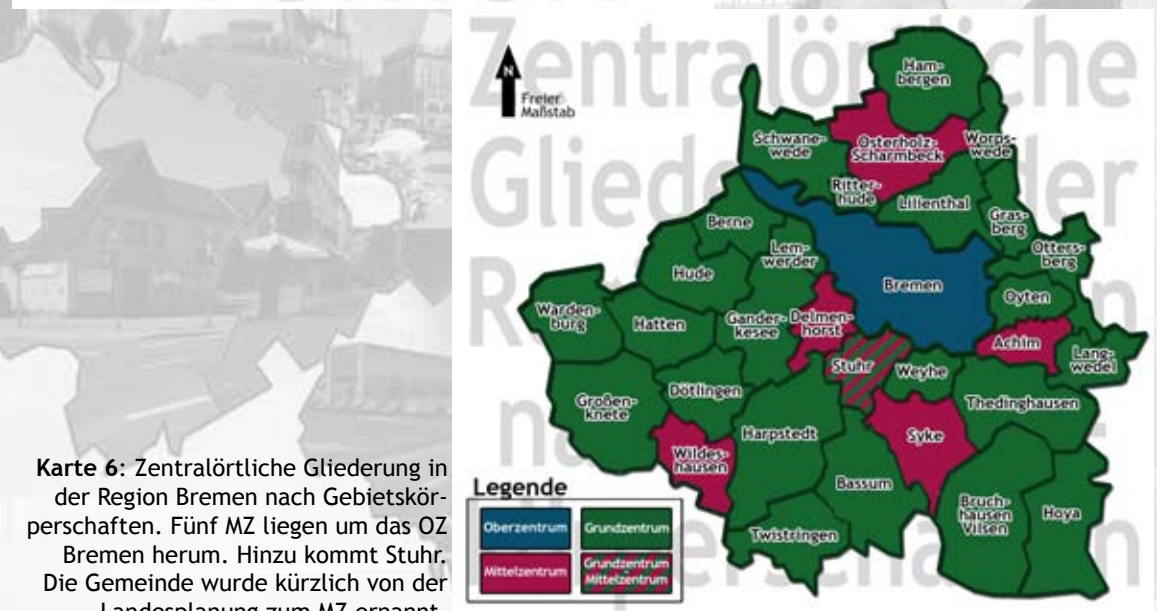 Karte 6: Zentralörtliche Gliederung in
der Region Bremen nach Gebietskör-
perschaften. Fünf MZ liegen um das OZ
Bremen herum. Hinzu kommt Stuhr.
Die Gemeinde wurde kürzlich von der
Landesplanung zum MZ ernannt.
Zentralörtliche
N
Freier
Maßstab
Ham-
bergen
Schwane-
wede
Osterholz-
Scharmbeck
Worps-
wede
Ritter-
hude
Lilienthal
Gras-
berg
Berne
Lem-
werder
Otters-
berg
Hude
Bremen
Oyten
Warden-
burg
Hatten
Gander-
kesee
Delmen-
horst
Achim
Lang-
wedel
Stuhr
Weyhe
Dötlingen
Großen-
knete
Thedinghausen
Harpstedt
Syke
Wildes-
hausen
Bassum
Bruch-
hausen
Vilsen
Hoya
Twistringen
Legende
Oberzentrum
Grundzentrum
Mittelzentrum
Grundzentrum
Mittelzentrum